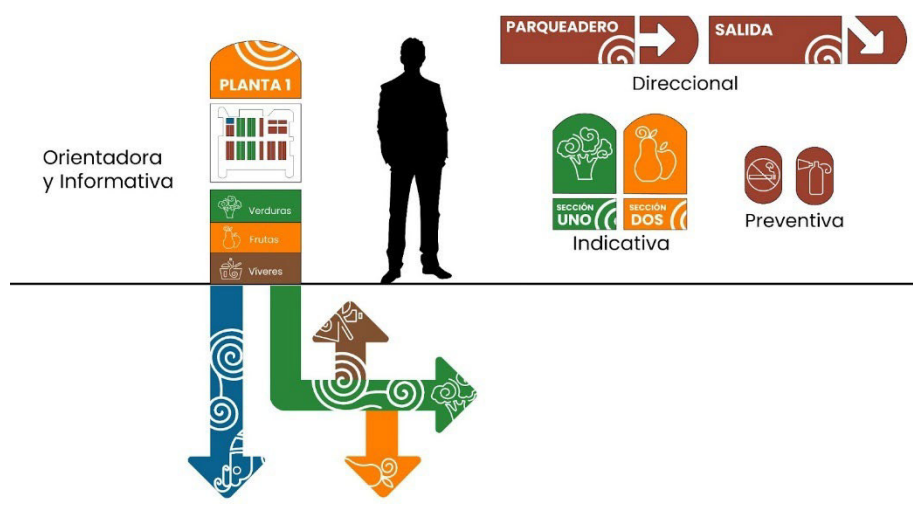 PLANTA 1
Orientadora
y Informativa
Verduras
Frutas
Viveres
PARQUEADERO
SALIDA
Direccional
SECCIÓN
UNO
SECCIÓN
DOS
Indicativa
Preventiva